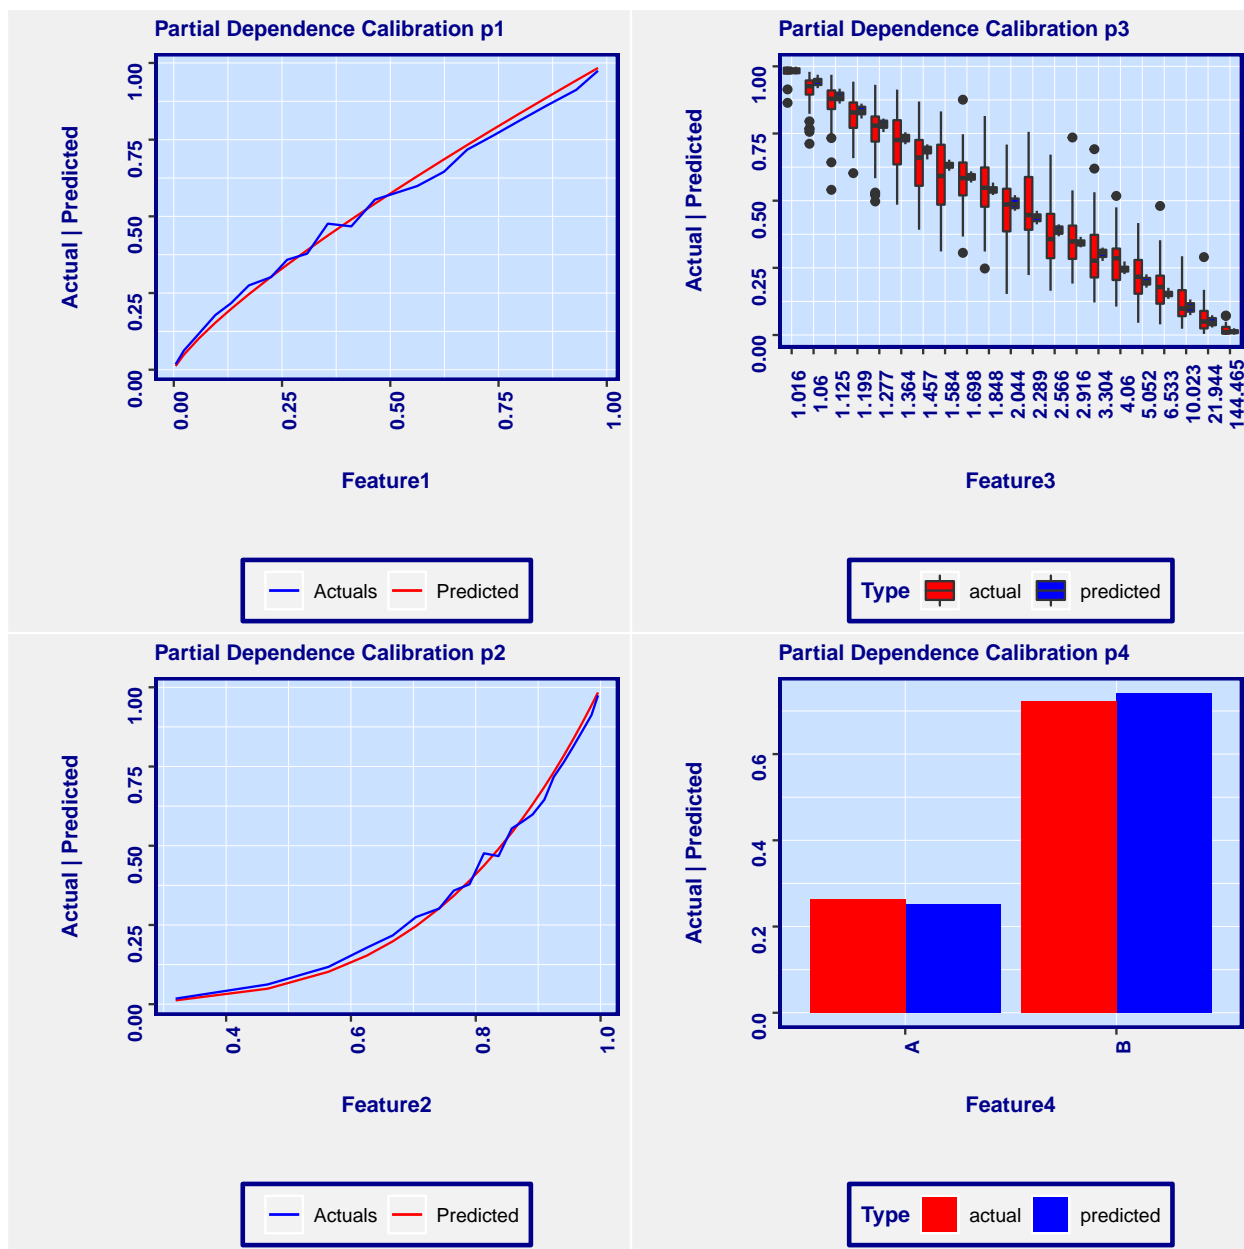 Partial Dependence Calibration p1
Actual | Predicted
1.00
0.75
0.50
0.25
0.00
0.00
0.25
0.50
0.75
1.00
Feature1
Actuals
Predicted
Partial Dependence Calibration p3
Actual | Predicted
1.00
0.75
0.50
0.25
0.00
1.016
1.06
1.125
1.199
1.277
1.364
1.457
1.584
1.698
1.848
2.044
2.289
2.566
2.916
3.304
4.06
5.052
6.533
10.023
21.944
144.465
Feature3
Type
actual
predicted
Partial Dependence Calibration p2
Actual | Predicted
1.00
0.75
0.50
0.25
0.00
0.4
0.6
0.8
1.0
Feature2
Actuals
Predicted
Partial Dependence Calibration p4
Actual | Predicted
0.6
0.4
0.2
0.0
A
B
Feature4
Type
actual
predicted